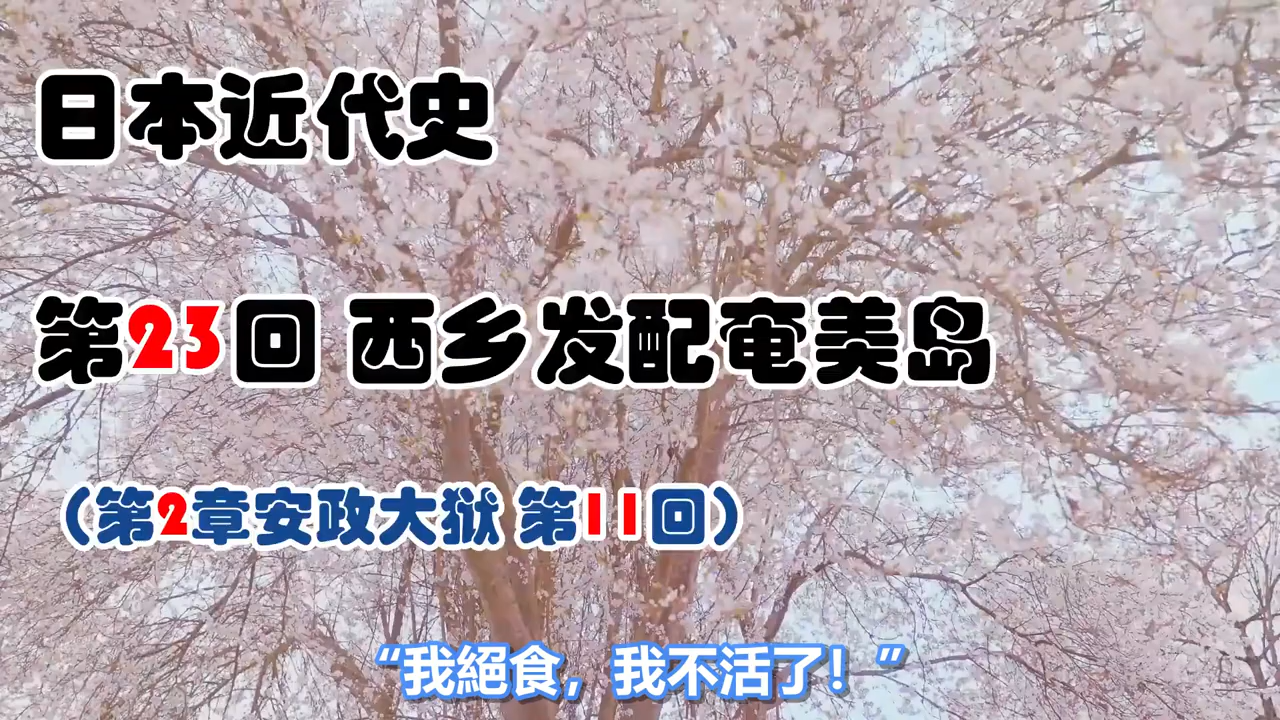 日本近代史
第23回 西乡发配奄美岛
（第2章安政大狱 第11回）
“我絕食，我不活了！”